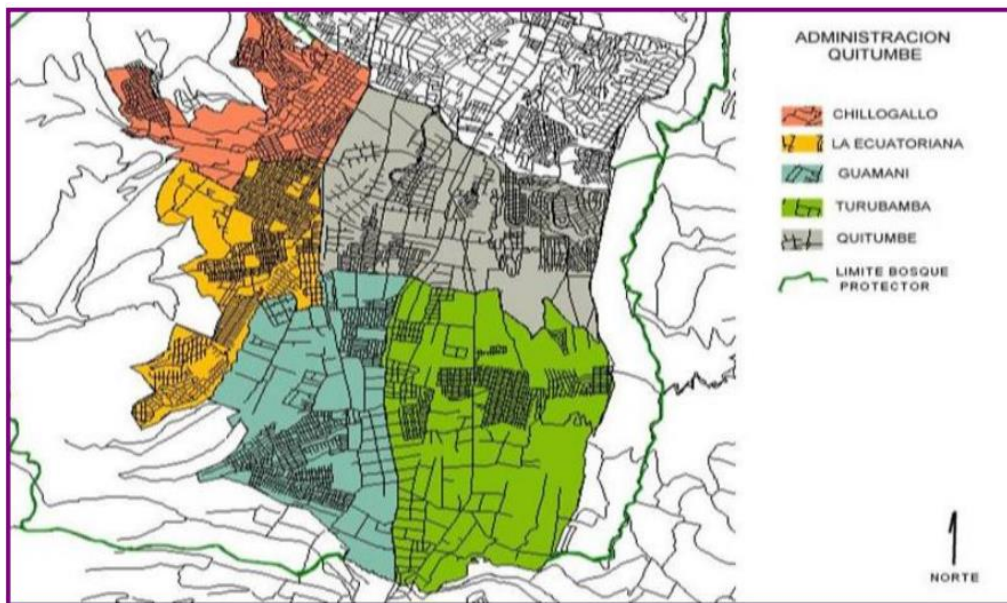 ADMINISTRACION
QUITUMBE
CHILLOGALLO
LA ECUATORIANA
GUAMANI
TURUBAMBA
QUITUMBE
LIMITE BOSQUE
PROTECTOR
NORTE